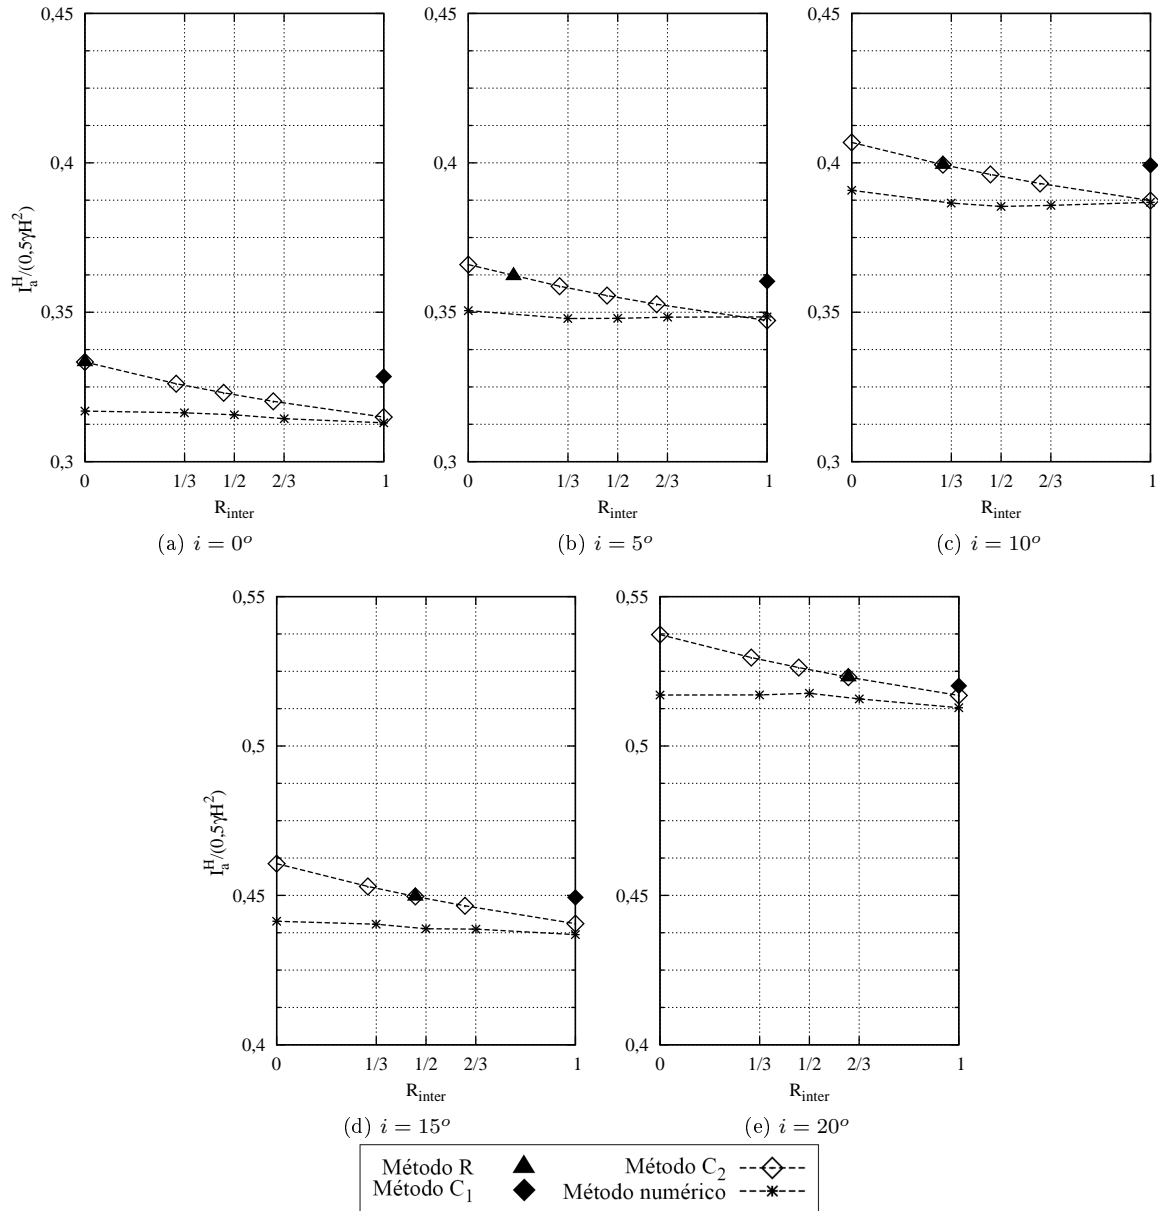 0,45
0,4
0,35
0,3
I_a^H/(0,5γH^2)
0 1/3 1/2 2/3 1
R_inter
(a) i = 0^o
0,45
0,4
0,35
0,3
0 1/3 1/2 2/3 1
R_inter
(b) i = 5^o
0,45
0,4
0,35
0,3
0 1/3 1/2 2/3 1
R_inter
(c) i = 10^o
0,55
0,5
0,45
0,4
I_a^H/(0,5γH^2)
0 1/3 1/2 2/3 1
R_inter
(d) i = 15^o
0,55
0,5
0,45
0,4
0 1/3 1/2 2/3 1
R_inter
(e) i = 20^o
Método R
Método C_1
Método C_2
Método numérico